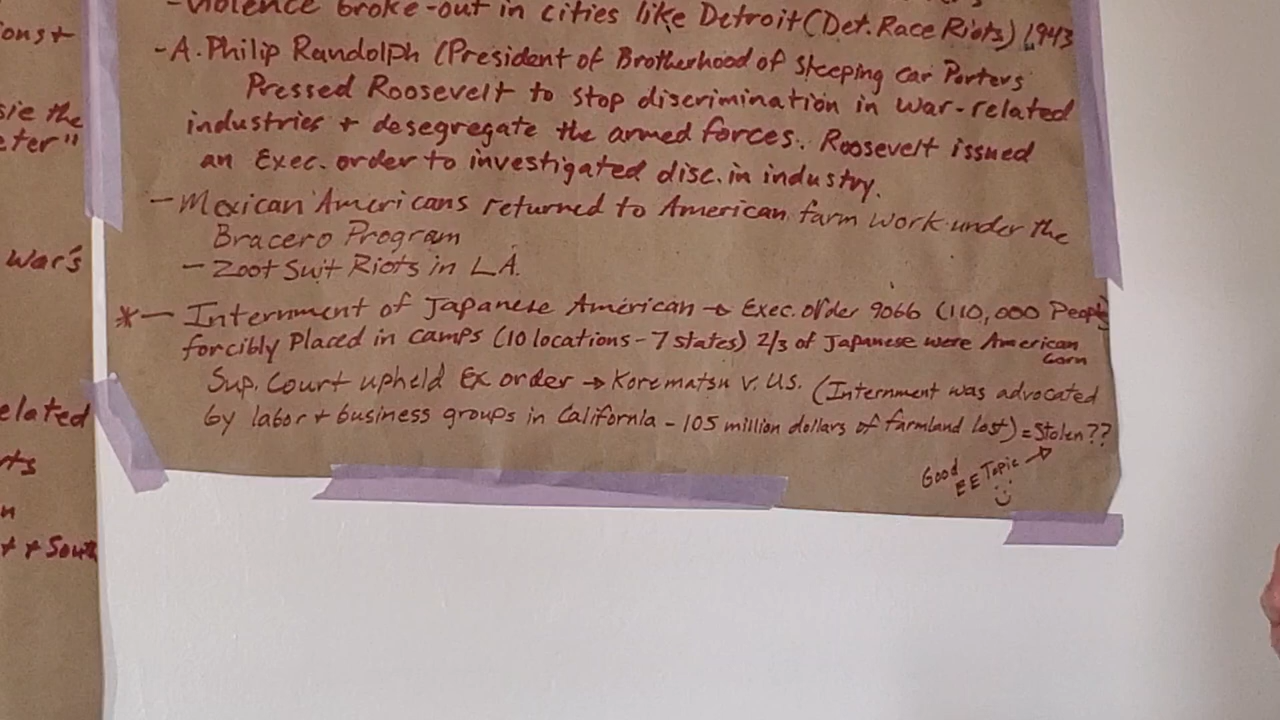 onst
sie the
eter"
war's
elated
rts
n
t + Sout
- Violence broke-out in cities like Detroit (Det. Race Riots) 1943
- A. Philip Randolph (President of Brotherhood of Sleeping Car Porters
Pressed Roosevelt to stop discrimination in war-related
industries + desegregate the armed forces. Roosevelt issued
an Exec. order to investigated disc. in industry.
- Mexican Americans returned to American farm work under the
Bracero Program
- Zoot Suit Riots in LA.
* - Internment of Japanese American → Exec. order 9066 (110,000 People
forcibly Placed in camps (10 locations - 7 states) 2/3 of Japanese were American
Born
Sup. Court upheld Ex order → Korematsu v. U.S. (Internment was advocated
by labor + business groups in California - 105 million dollars of farmland lost) = Stolen??
Good
EE Topic →